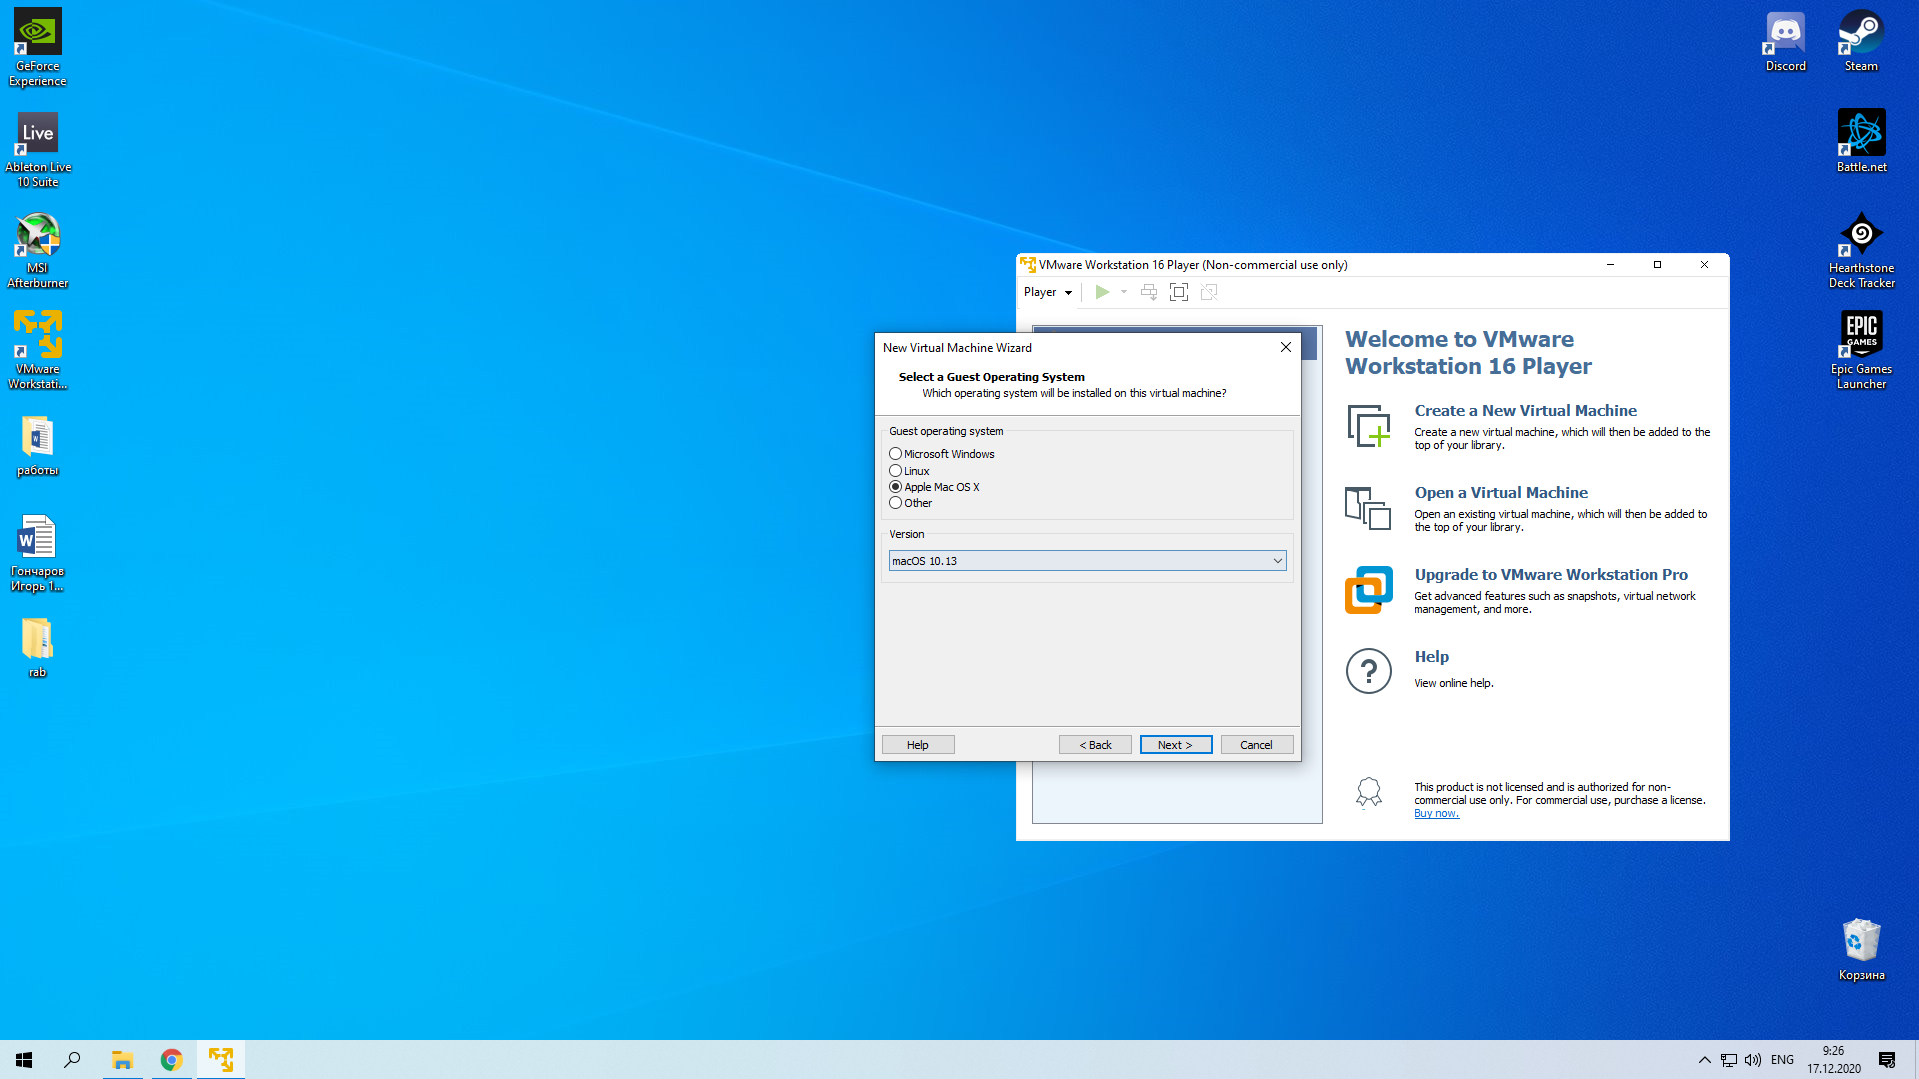 GeForce
Experience
Live
Ableton Live
10 Suite
MSI
Afterburner
VMware
Workstati...
работы
Гончаров
Игорь 1...
rab
Discord
Steam
Battle.net
Hearthstone
Deck Tracker
EPIC
GAMES
Epic Games
Launcher
Корзина
VMware Workstation 16 Player (Non-commercial use only)
Player
Welcome to VMware
Workstation 16 Player
Create a New Virtual Machine
Create a new virtual machine, which will then be added to the
top of your library.
Open a Virtual Machine
Open an existing virtual machine, which will then be added to
the top of your library.
Upgrade to VMware Workstation Pro
Get advanced features such as snapshots, virtual network
management, and more.
?
Help
View online help.
This product is not licensed and is authorized for non-
commercial use only. For commercial use, purchase a license.
Buy now.
New Virtual Machine Wizard
Select a Guest Operating System
Which operating system will be installed on this virtual machine?
Guest operating system
Microsoft Windows
Linux
Apple Mac OS X
Other
Version
macOS 10.13
Help
< Back
Next >
Cancel
ENG
9:26
17.12.2020